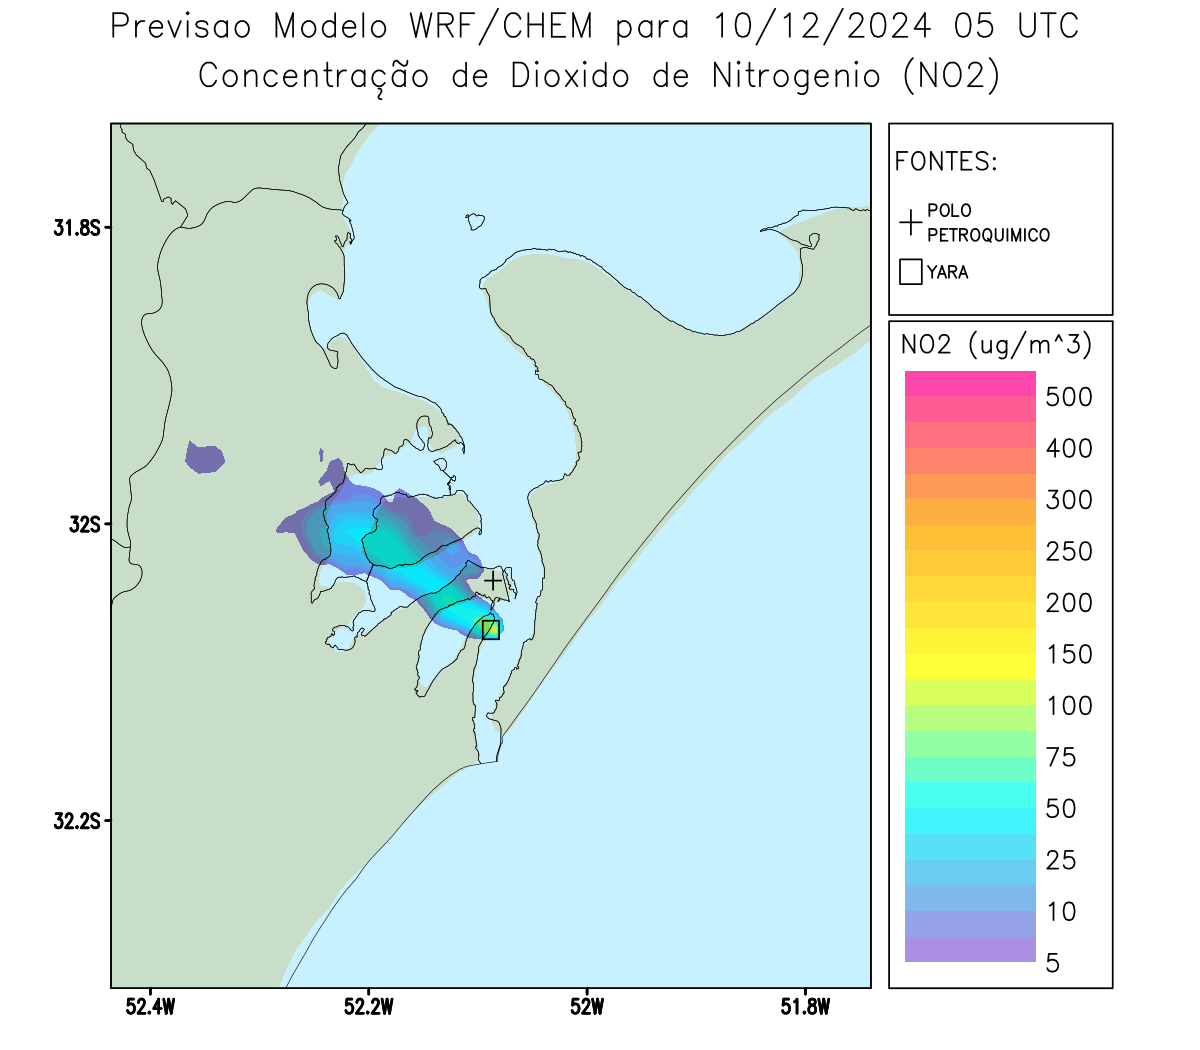 Previsao Modelo WRF/CHEM para 10/12/2024 05 UTC
Concentração de Dioxido de Nitrogenio (NO2)
FONTES:
POLO
PETROQUIMICO
YARA
31.8S
32S
32.2S
52.4W
52.2W
52W
51.8W
NO2 (ug/m^3)
500
400
300
250
200
150
100
75
50
25
10
5